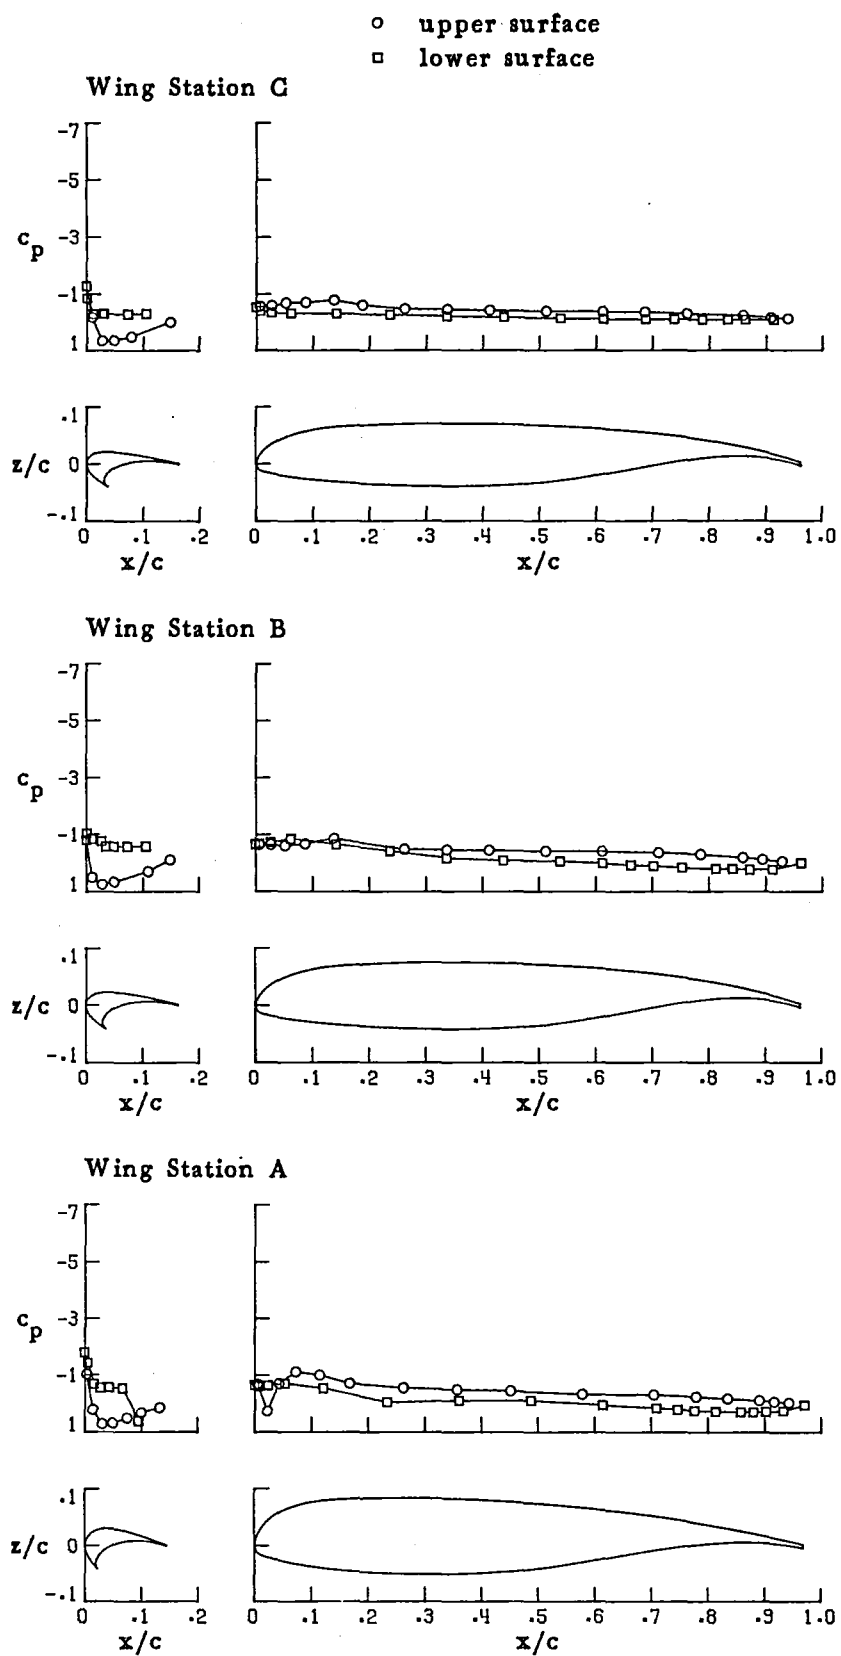 upper surface
lower surface
Wing Station C
-7
-5
-3
-1
1
c_p
.1
0
-.1
z/c
0 .1 .2
x/c
0 .1 .2 .3 .4 .5 .6 .7 .8 .9 1.0
x/c
Wing Station B
-7
-5
-3
-1
1
c_p
.1
0
-.1
z/c
0 .1 .2
x/c
0 .1 .2 .3 .4 .5 .6 .7 .8 .9 1.0
x/c
Wing Station A
-7
-5
-3
-1
1
c_p
.1
0
-.1
z/c
0 .1 .2
x/c
0 .1 .2 .3 .4 .5 .6 .7 .8 .9 1.0
x/c